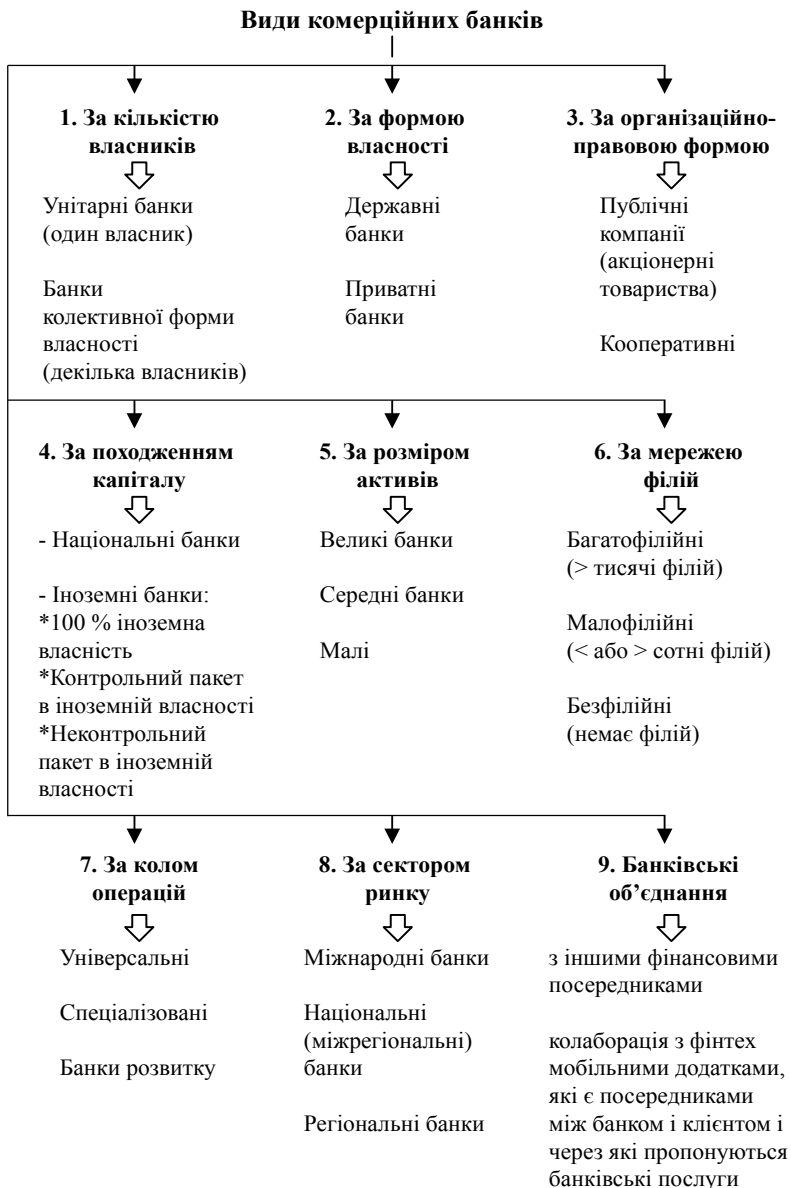 Види комерційних банків
1. За кількістю
власників
Унітарні банки
(один власник)
Банки
колективної форми
власності
(декілька власників)
2. За формою
власності
Державні
банки
Приватні
банки
3. За організаційно-
правовою формою
Публічні
компанії
(акціонерні
товариства)
Кооперативні
4. За походженням
капіталу
- Національні банки
- Іноземні банки:
*100 % іноземна
власність
*Контрольний пакет
в іноземній власності
*Неконтрольний
пакет в іноземній
власності
5. За розміром
активів
Великі банки
Середні банки
Малі
6. За мережею
філій
Багатофілійні
(> тисячі філій)
Малофілійні
(< або > сотні філій)
Безфілійні
(немає філій)
7. За колом
операцій
Універсальні
Спеціалізовані
Банки розвитку
8. За сектором
ринку
Міжнародні банки
Національні
(міжрегіональні)
банки
Регіональні банки
9. Банківські
об’єднання
з іншими фінансовими
посередниками
колаборація з фінтех
мобільними додатками,
які є посередниками
між банком і клієнтом і
через які пропонуються
банківські послуги